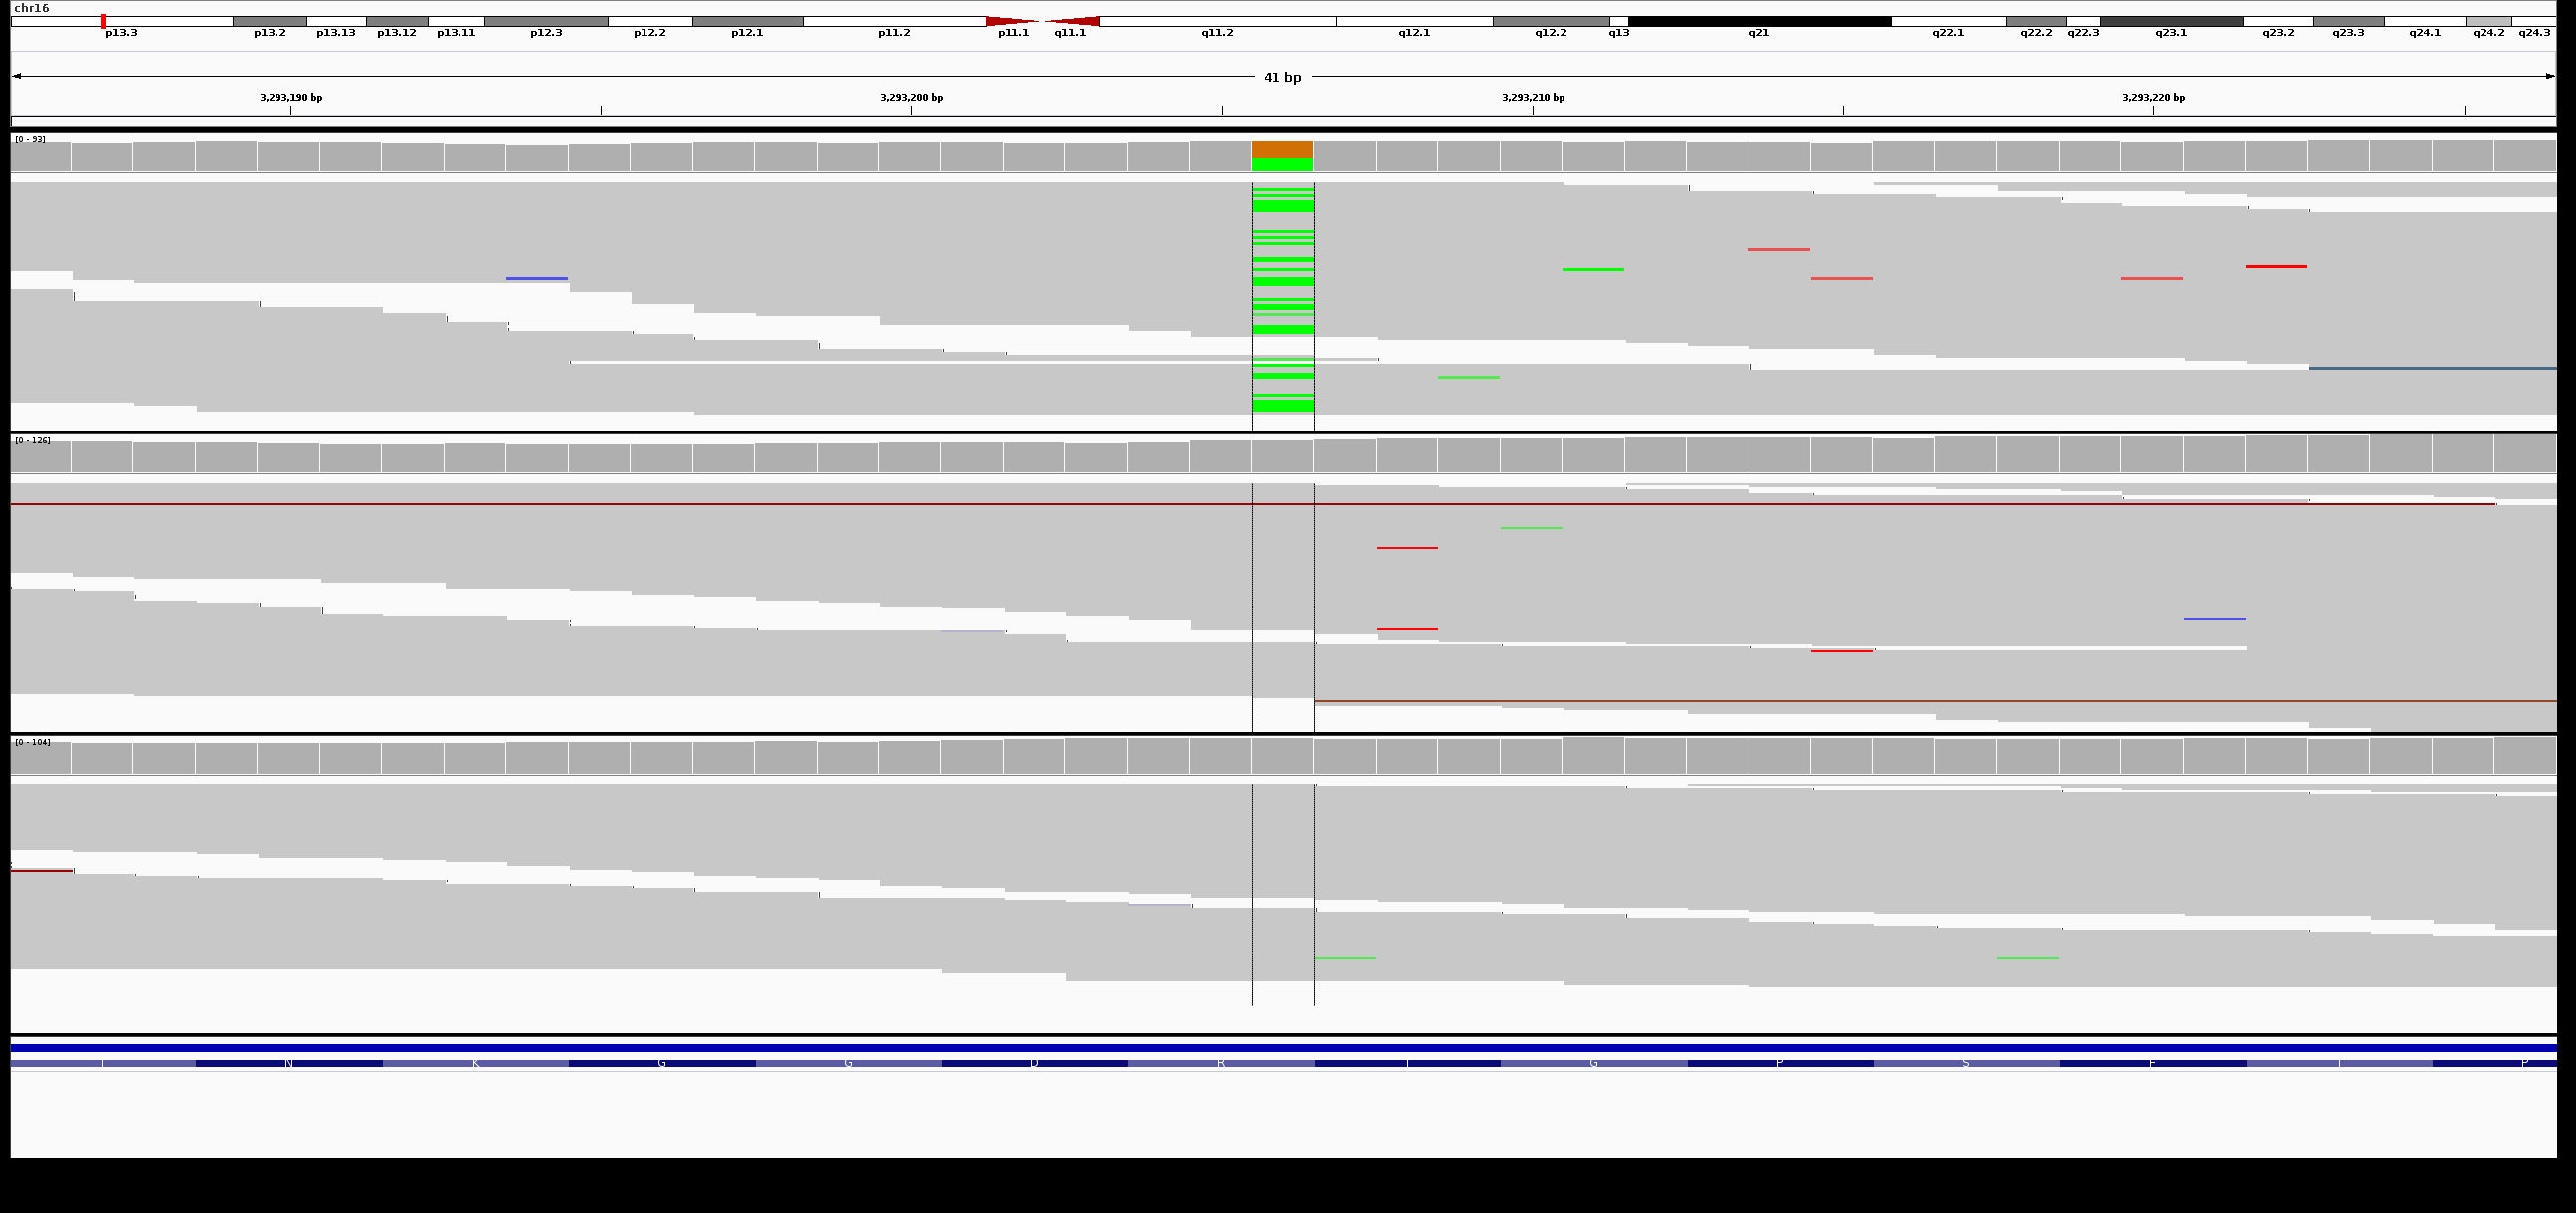 chr16
p13.3 p13.2 p13.13 p13.12 p13.11 p12.3 p12.2 p12.1 p11.2 p11.1 q11.1 q11.2 q12.1 q12.2 q13 q21 q22.1 q22.2 q22.3 q23.1 q23.2 q23.3 q24.1 q24.2 q24.3
41 bp
3,293,190 bp 3,293,200 bp 3,293,210 bp 3,293,220 bp
[0 - 93]
[0 - 126]
[0 - 104]
N K G G D R G P S P